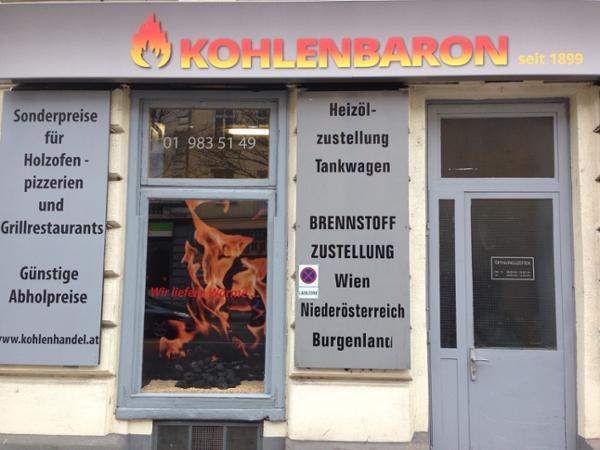 KOHLENBARON seit 1899
Sonderpreise
für
Holzofen -
pizzerien
und
Grillrestaurants
Günstige
Abholpreise
www.kohlenhandel.at
01 983 51 49
Wir liefern Wärme
Heizöl-
zustellung
Tankwagen
BRENNSTOFF
ZUSTELLUNG
Wien
Niederösterreich
Burgenland
LADEZONE
ÖFFNUNGSZEITEN